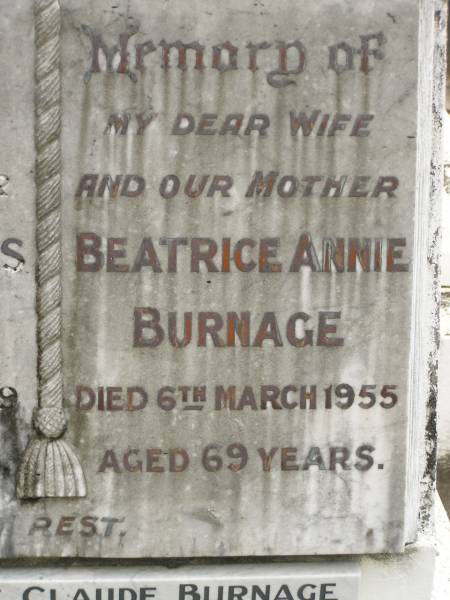 Memory of
MY DEAR WIFE
AND OUR MOTHER
BEATRICE ANNIE
BURNAGE
DIED 6TH MARCH 1955
AGED 69 YEARS.
REST.
CLAUDE BURNAGE